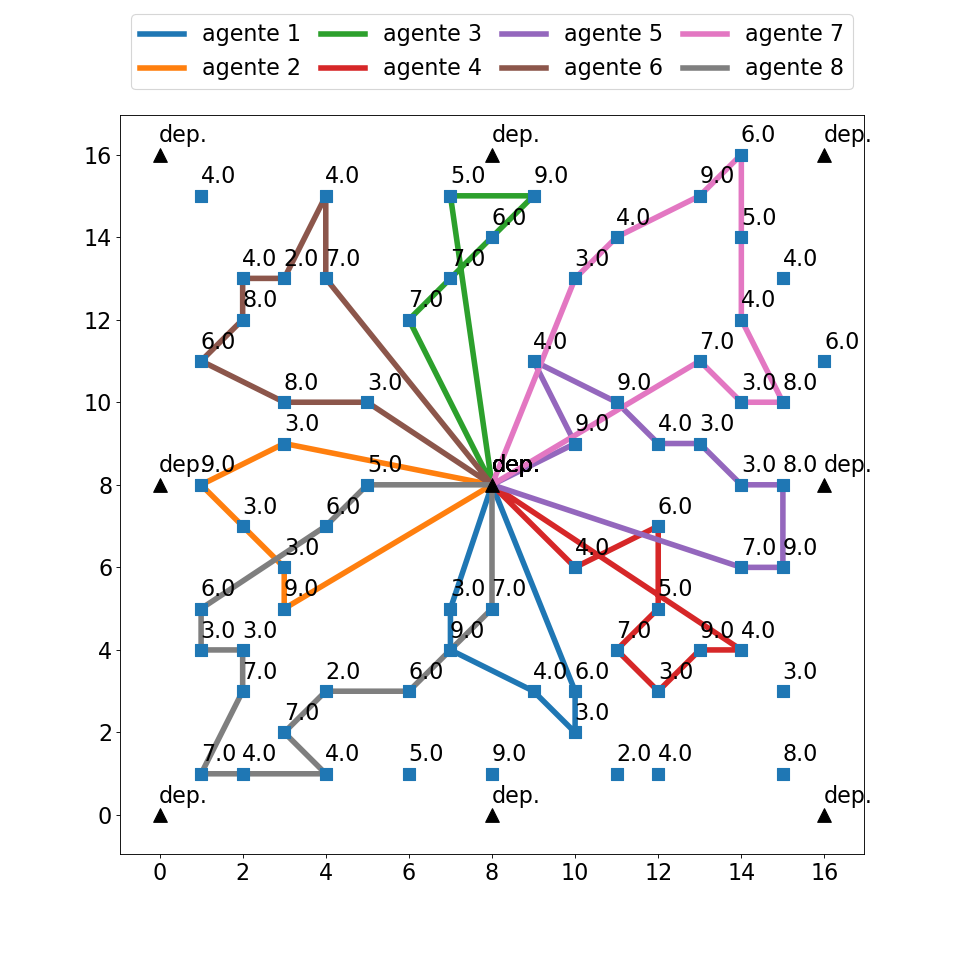 agente 1 agente 3 agente 5 agente 7
agente 2 agente 4 agente 6 agente 8
dep. dep. 6.0 dep.
16
4.0 4.0 5.0 9.0 9.0
6.0 5.0
14
4.0
4.0 2.0 7.0 7.0 3.0 4.0
8.0 7.0 4.0
12
6.0 4.0 7.0 6.0
8.0 3.0 9.0 3.0 8.0
10
3.0 9.0 4.0 3.0
dep. 9.0 5.0 dep. dep. 3.0 8.0 dep.
8
3.0 6.0 6.0
3.0 4.0 7.0 9.0
6
6.0 9.0 3.0 7.0 5.0
3.0 3.0 9.0 7.0 9.0 4.0
4
7.0 2.0 6.0 4.0 6.0 3.0 3.0
7.0 3.0
2
7.0 4.0 4.0 5.0 9.0 2.0 4.0 8.0
dep. dep. dep.
0
0 2 4 6 8 10 12 14 16